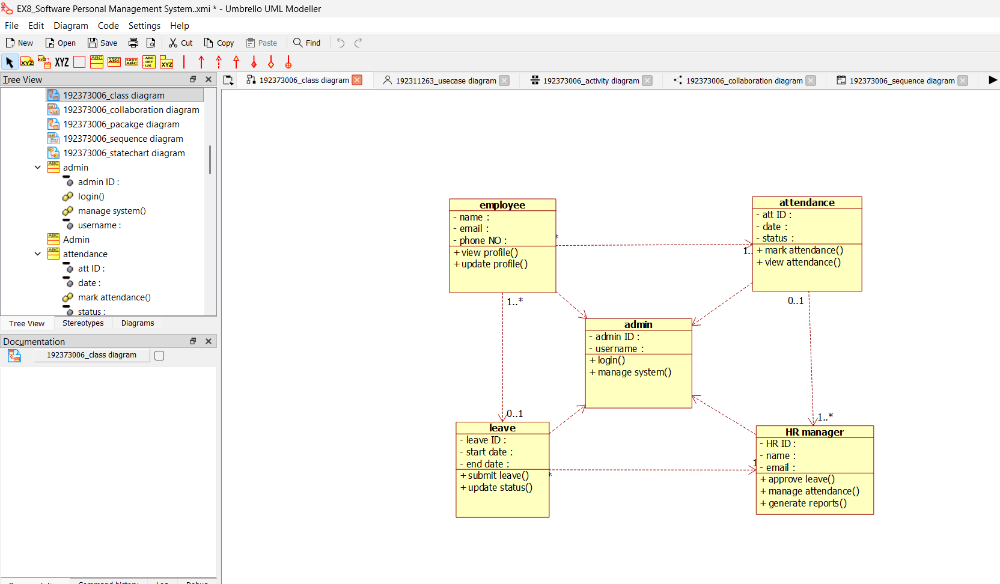 EX8_Software Personal Management System..xmi * - Umbrello UML Modeller
File Edit Diagram Code Settings Help
New Open Save Cut Copy Paste Find
XYZ
Tree View
192373006_class diagram
192311263_usecase diagram
192373006_activity diagram
192373006_collaboration diagram
192373006_sequence diagram
192373006_class diagram
192373006_collaboration diagram
192373006_pacakge diagram
192373006_sequence diagram
192373006_statechart diagram
admin
admin ID :
login()
manage system()
username :
Admin
attendance
att ID :
date :
mark attendance()
status :
Tree View Stereotypes Diagrams
Documentation
192373006_class diagram
employee
- name :
- email :
- phone NO :
+ view profile()
+ update profile()
*
1..
attendance
- att ID :
- date :
- status :
+ mark attendance()
+ view attendance()
1..*
0..1
admin
- admin ID :
- username :
+ login()
+ manage system()
0..1
1..*
leave
- leave ID :
- start date :
- end date :
+ submit leave()
+ update status()
*
1
HR manager
- HR ID :
- name :
- email :
+ approve leave()
+ manage attendance()
+ generate reports()